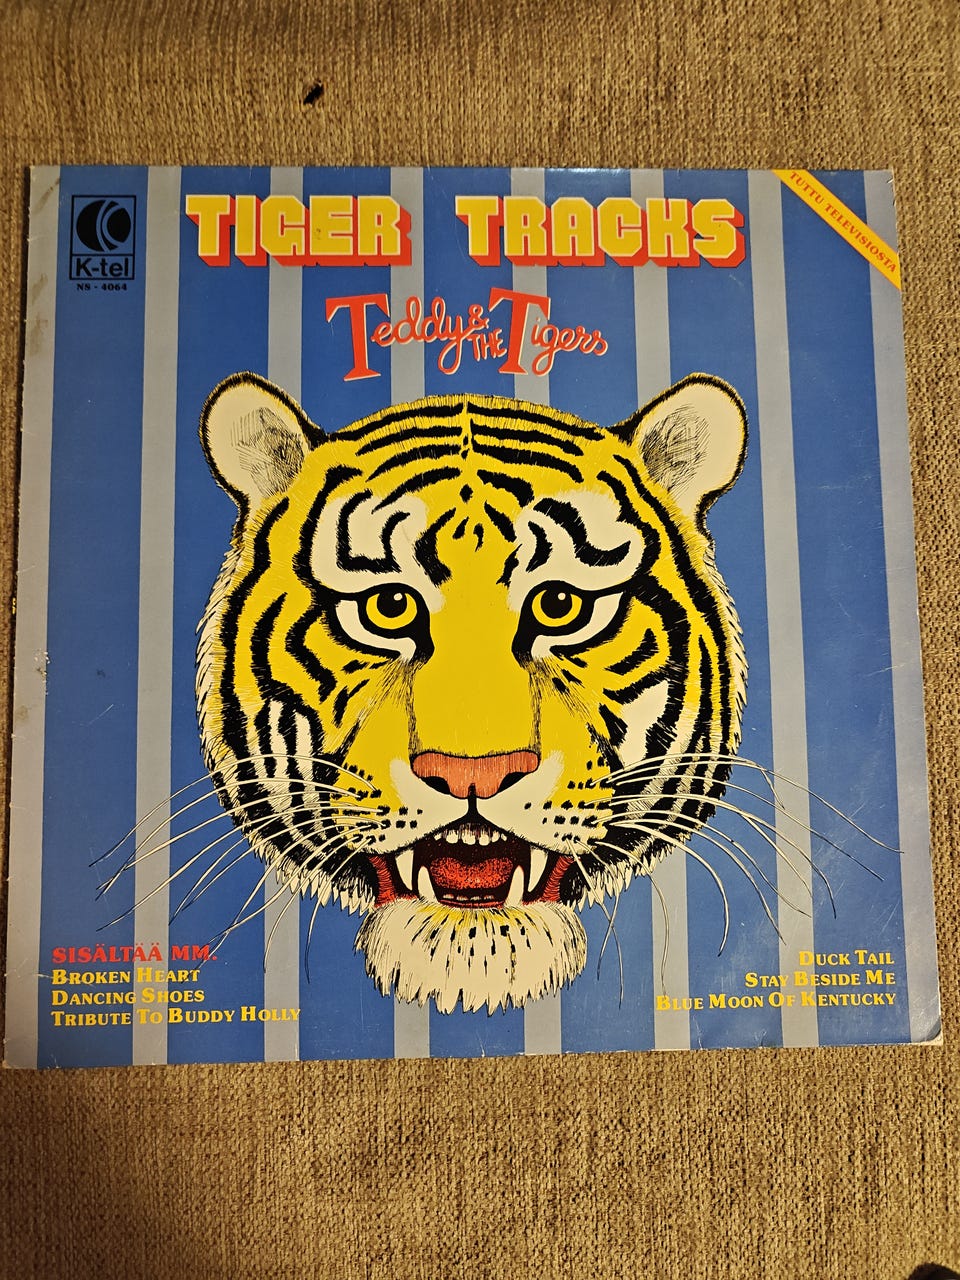 TIGER TRACKS
K-tel
NS - 4064
TUTTU TELEVISIOSTA
Teddy & THE Tigers
SISÄLTÄÄ MM.
BROKEN HEART
DANCING SHOES
TRIBUTE TO BUDDY HOLLY
DUCK TAIL
STAY BESIDE ME
BLUE MOON OF KENTUCKY